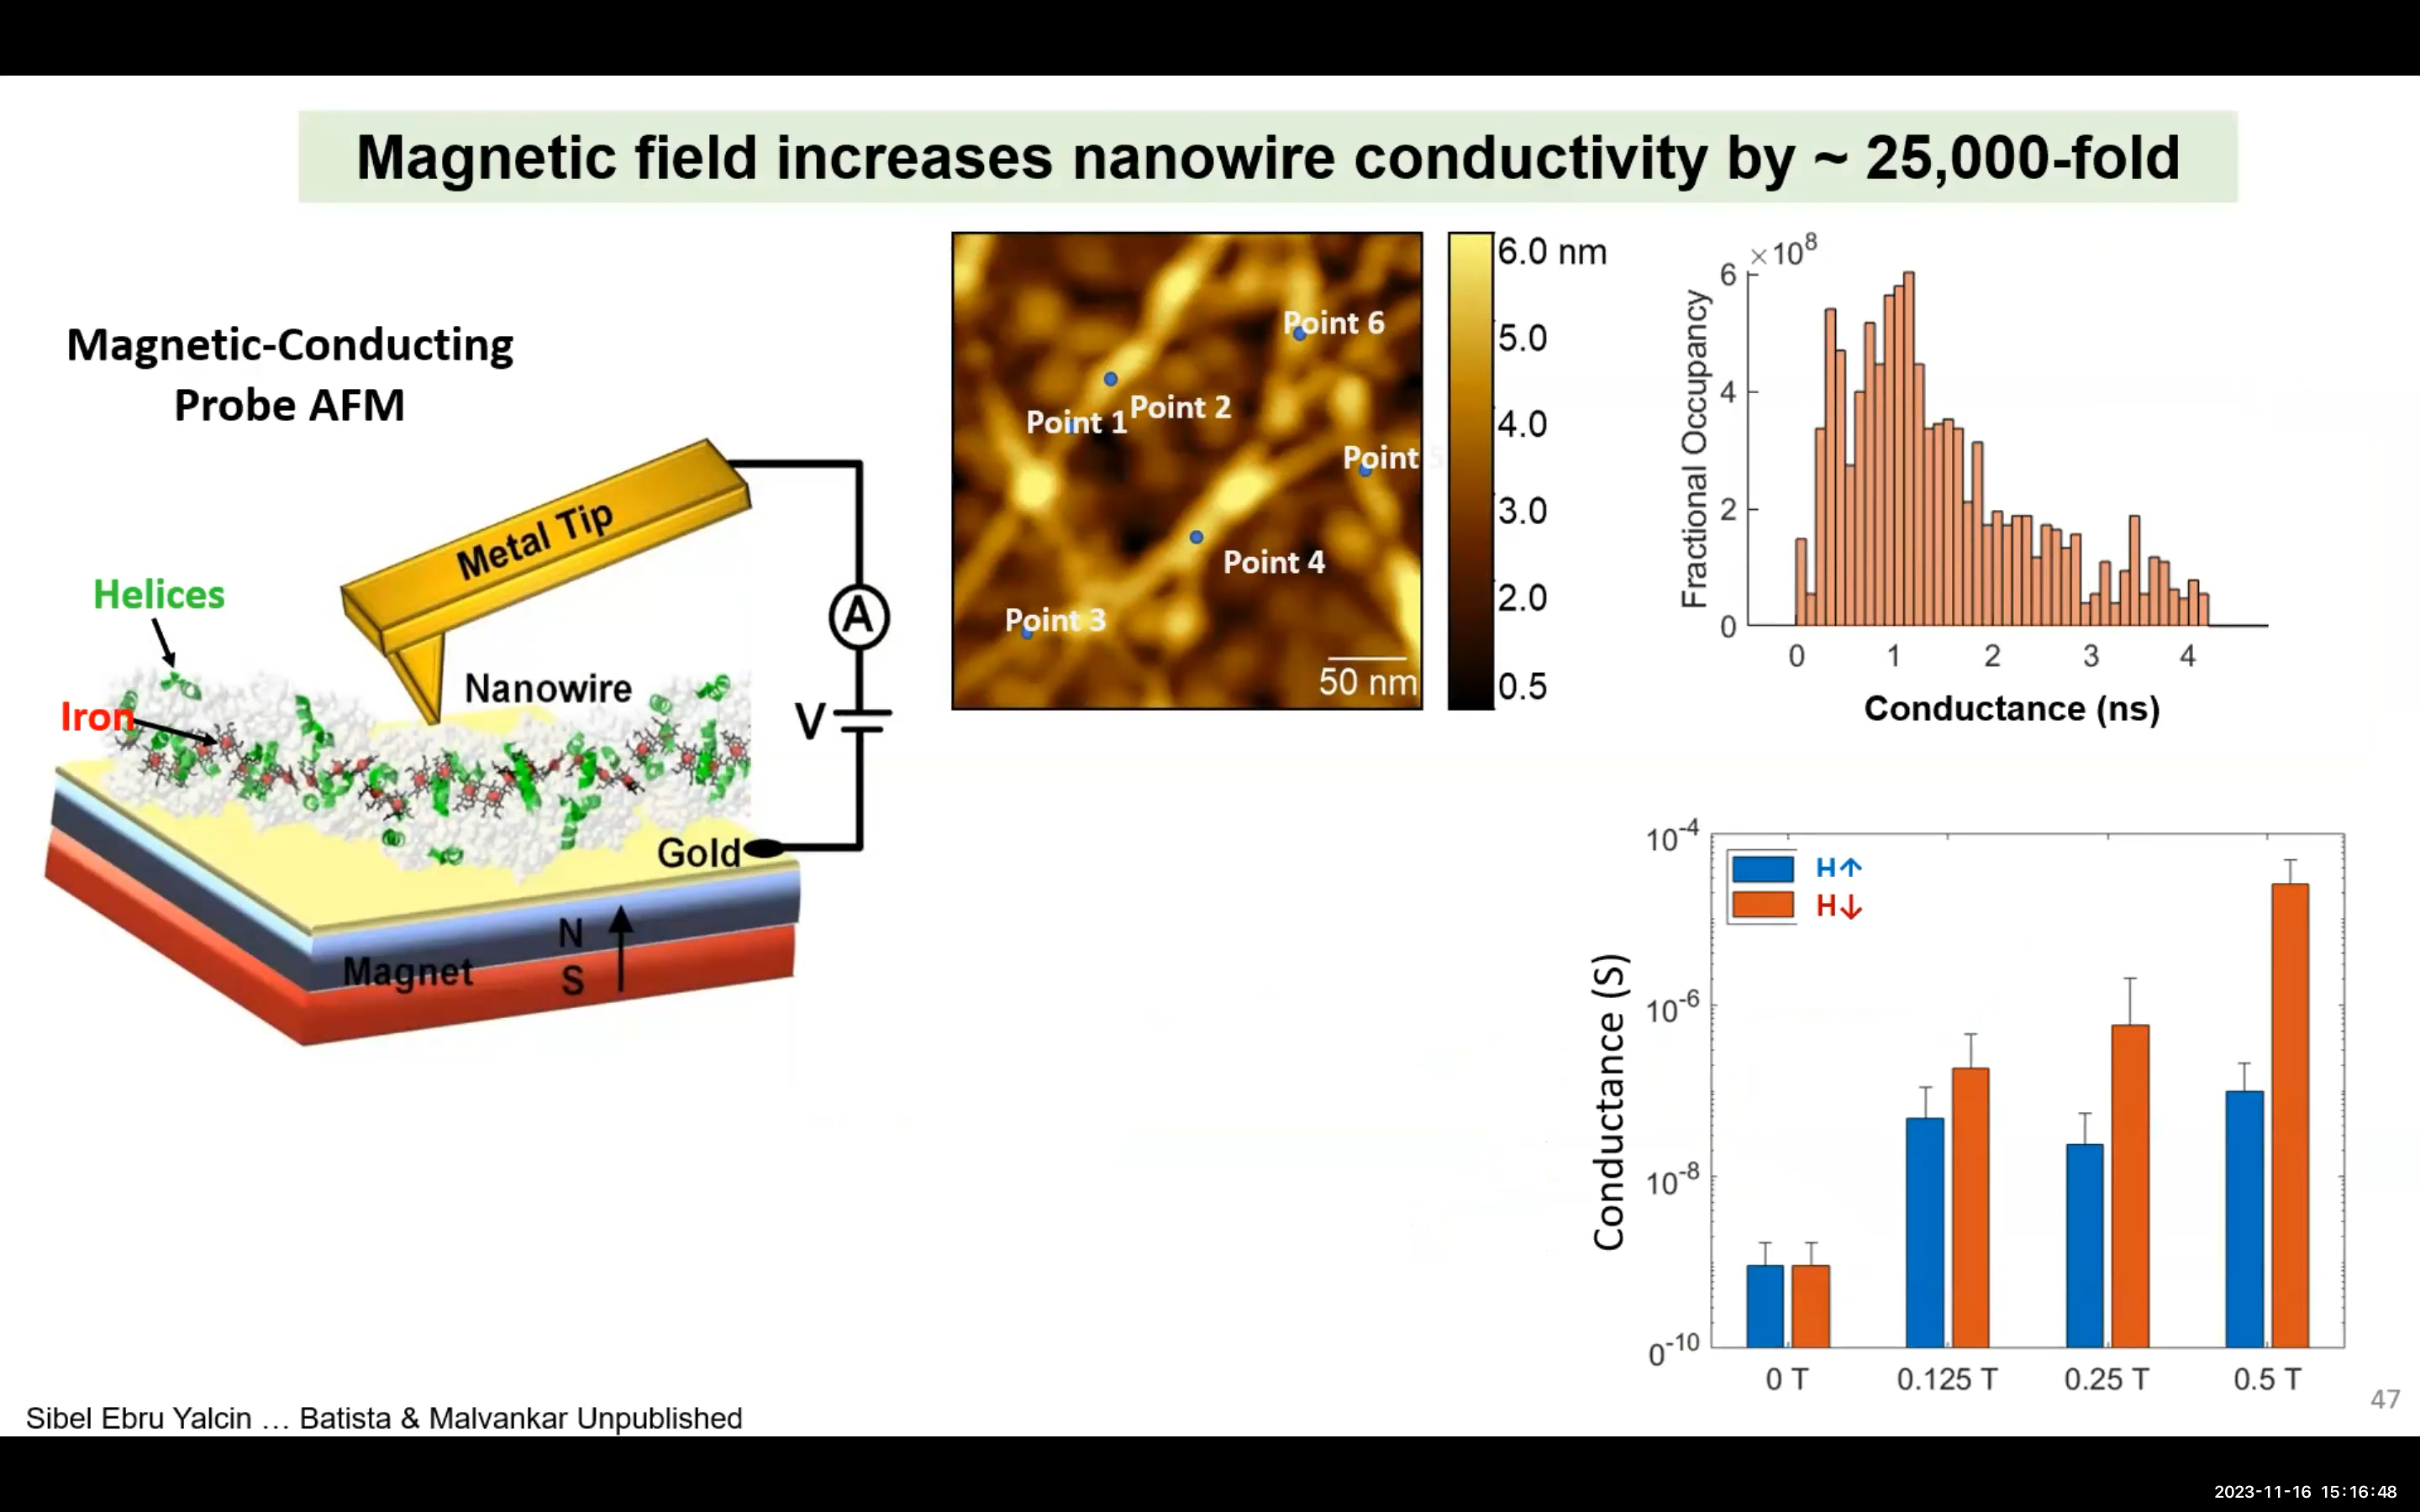 Magnetic field increases nanowire conductivity by ~ 25,000-fold
Magnetic-Conducting
Probe AFM
Metal Tip
Helices
Iron
Nanowire
A
V
Gold
N
S
Magnet
Point 6
Point 2
Point 1
Point 5
Point 4
Point 3
50 nm
6.0 nm
5.0
4.0
3.0
2.0
0.5
×10⁸
6
4
2
0
Fractional Occupancy
0 1 2 3 4
Conductance (ns)
H↑
H↓
10⁻⁴
10⁻⁶
10⁻⁸
0⁻¹⁰
Conductance (S)
0 T 0.125 T 0.25 T 0.5 T
47
Sibel Ebru Yalcin … Batista & Malvankar Unpublished
2023-11-16 15:16:48